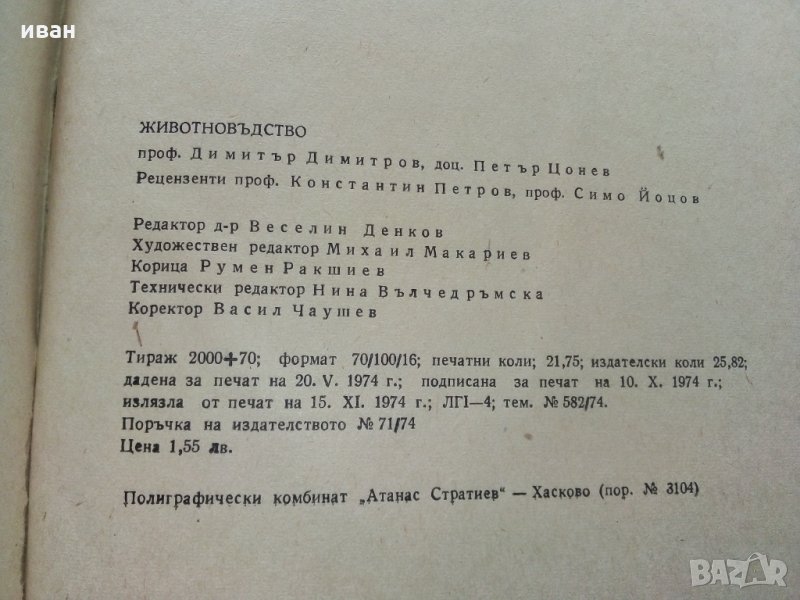 иван
ЖИВОТНОВЪДСТВО
проф. Димитър Димитров, доц. Петър Цонев
Рецензенти проф. Константин Петров, проф. Симо Йоцов
Редактор д-р Веселин Денков
Художествен редактор Михаил Макариев
Корица Румен Ракшиев
Технически редактор Нина Вълчедръмска
Коректор Васил Чаушев
Тираж 2000+70; формат 70/100/16; печатни коли; 21,75; издателски коли 25,82;
дадена за печат на 20. V. 1974 г.; подписана за печат на 10. X. 1974 г.;
излязла от печат на 15. XI. 1974 г.; ЛГI—4; тем. № 582/74.
Поръчка на издателството № 71/74
Цена 1,55 лв.
Полиграфически комбинат „Атанас Стратиев“ — Хасково (пор. № 3104)
BAZAR